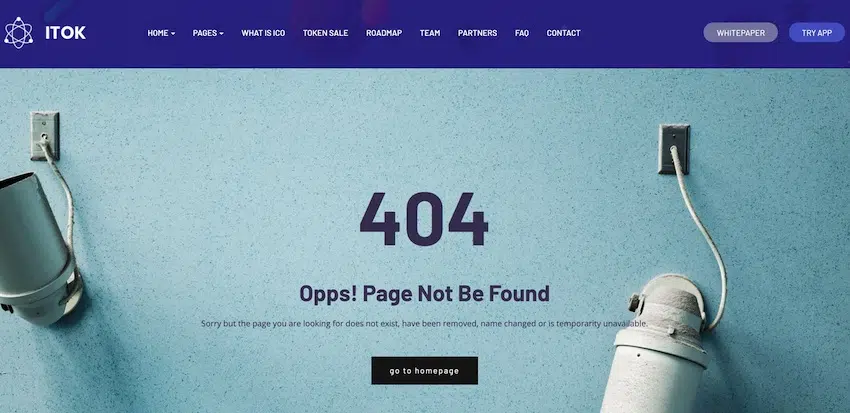 ITOK
HOME PAGES WHAT IS ICO TOKEN SALE ROADMAP TEAM PARTNERS FAQ CONTACT WHITEPAPER TRY APP
404
Opps! Page Not Be Found
Sorry but the page you are looking for does not exist, have been removed, name changed or is temporarity unavailable.
go to homepage